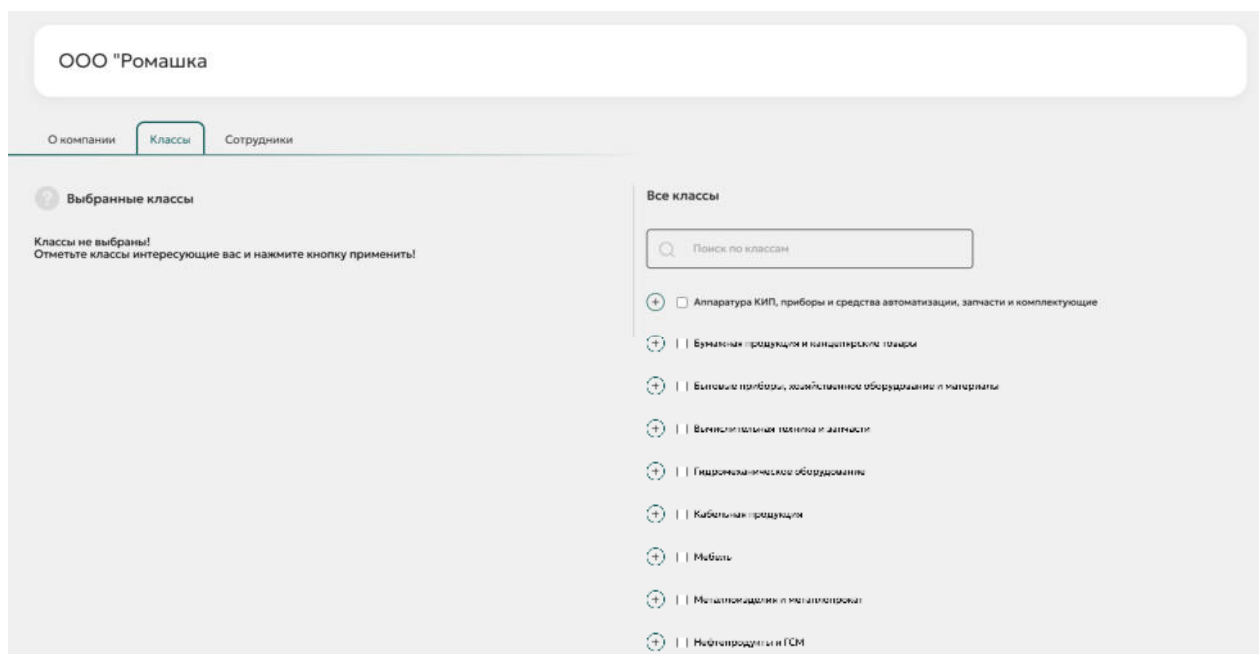 ООО "Ромашка
О компании
Классы
Сотрудники
? Выбранные классы
Классы не выбраны!
Отметьте классы интересующие вас и нажмите кнопку применить!
Все классы
Поиск по классам
Аппаратура КИП, приборы и средства автоматизации, запчасти и комплектующие
Бумажная продукция и канцелярские товары
Бытовые приборы, хозяйственное оборудование и материалы
Вычислительная техника и запчасти
Гидромеханическое оборудование
Кабельная продукция
Мебель
Металлоизделия и металлопрокат
Нефтепродукты и ГСМ